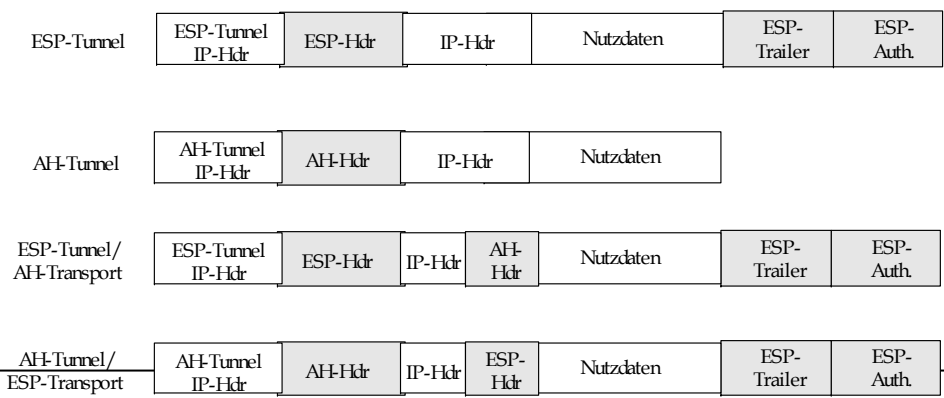 ESP-Tunnel
ESP-Tunnel
IP-Hdr
ESP-Hdr
IP-Hdr
Nutzdaten
ESP-
Trailer
ESP-
Auth.
AH-Tunnel
AH-Tunnel
IP-Hdr
AH-Hdr
IP-Hdr
Nutzdaten
ESP-Tunnel/
AH-Transport
ESP-Tunnel
IP-Hdr
ESP-Hdr
IP-Hdr
AH-
Hdr
Nutzdaten
ESP-
Trailer
ESP-
Auth.
AH-Tunnel/
ESP-Transport
AH-Tunnel
IP-Hdr
AH-Hdr
IP-Hdr
ESP-
Hdr
Nutzdaten
ESP-
Trailer
ESP-
Auth.